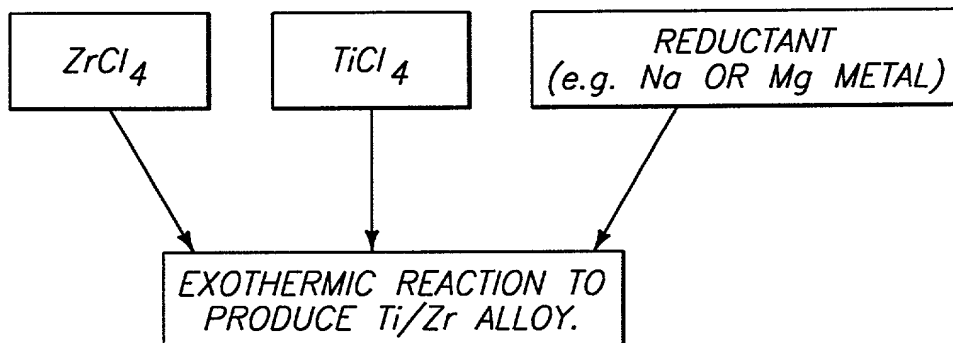 ZrCl4
TiCl4
REDUCTANT
(e.g. Na OR Mg METAL)
EXOTHERMIC REACTION TO
PRODUCE Ti/Zr ALLOY.